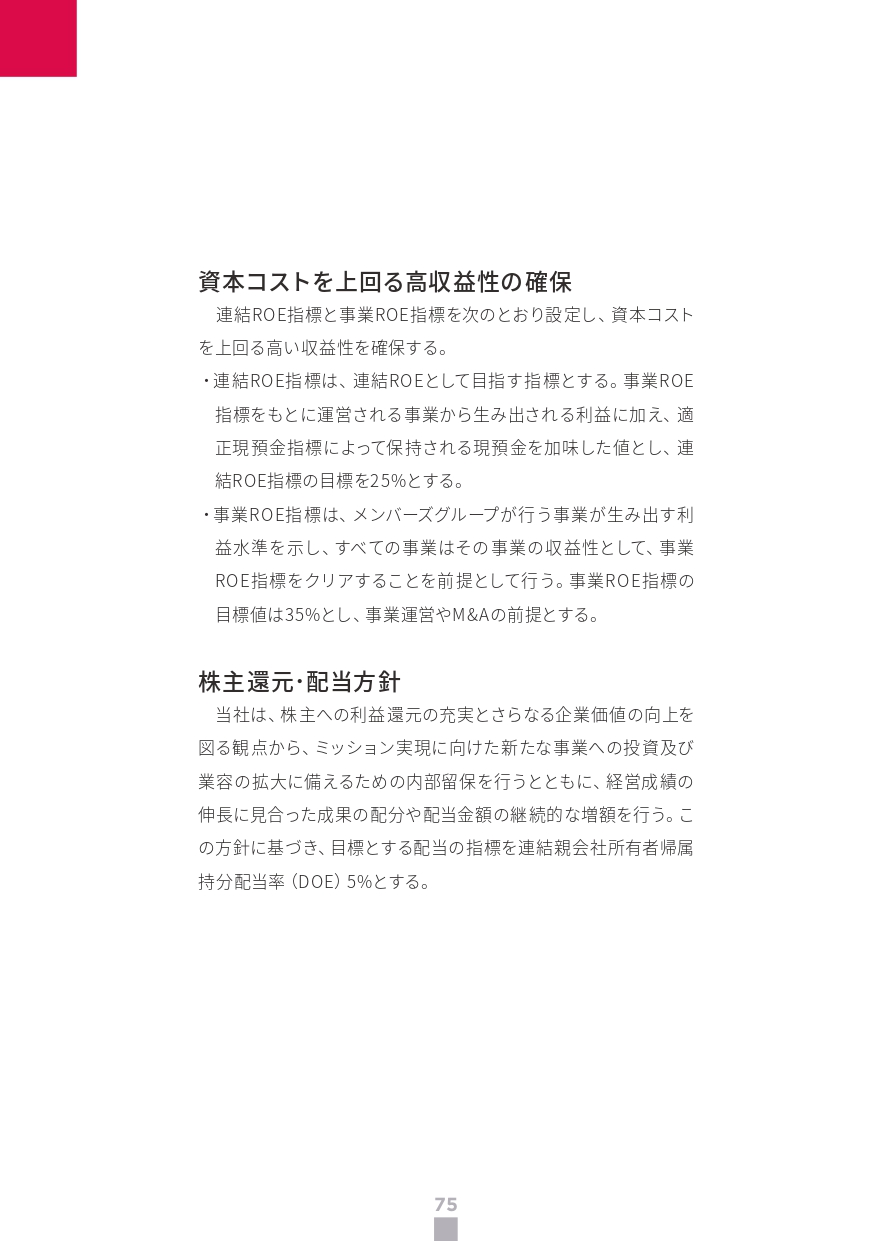 資本コストを上回る高収益性の確保
連結ROE指標と事業ROE指標を次のとおり設定し、資本コスト
を上回る高い収益性を確保する。
・連結ROE指標は、連結ROEとして目指す指標とする。事業ROE
指標をもとに運営される事業から生み出される利益に加え、適
正現預金指標によって保持される現預金を加味した値とし、連
結ROE指標の目標を25%とする。
・事業ROE指標は、メンバーズグループが行う事業が生み出す利
益水準を示し、すべての事業はその事業の収益性として、事業
ROE指標をクリアすることを前提として行う。事業ROE指標の
目標値は35%とし、事業運営やM&Aの前提とする。
株主還元・配当方針
当社は、株主への利益還元の充実とさらなる企業価値の向上を
図る観点から、ミッション実現に向けた新たな事業への投資及び
業容の拡大に備えるための内部留保を行うとともに、経営成績の
伸長に見合った成果の配分や配当金額の継続的な増額を行う。こ
の方針に基づき、目標とする配当の指標を連結親会社所有者帰属
持分配当率（DOE）5%とする。
75